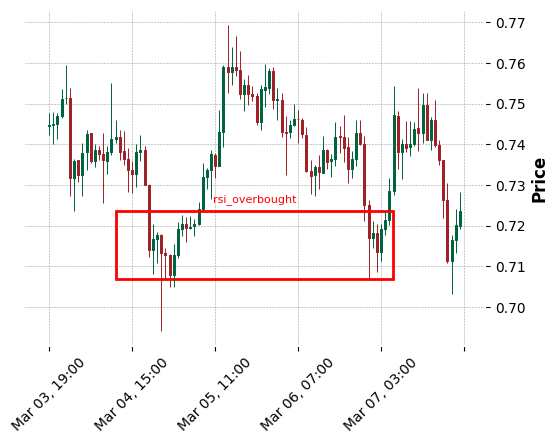 0.77
0.76
0.75
0.74
0.73
0.72
0.71
0.70
Price
rsi_overbought
Mar 03, 19:00
Mar 04, 15:00
Mar 05, 11:00
Mar 06, 07:00
Mar 07, 03:00